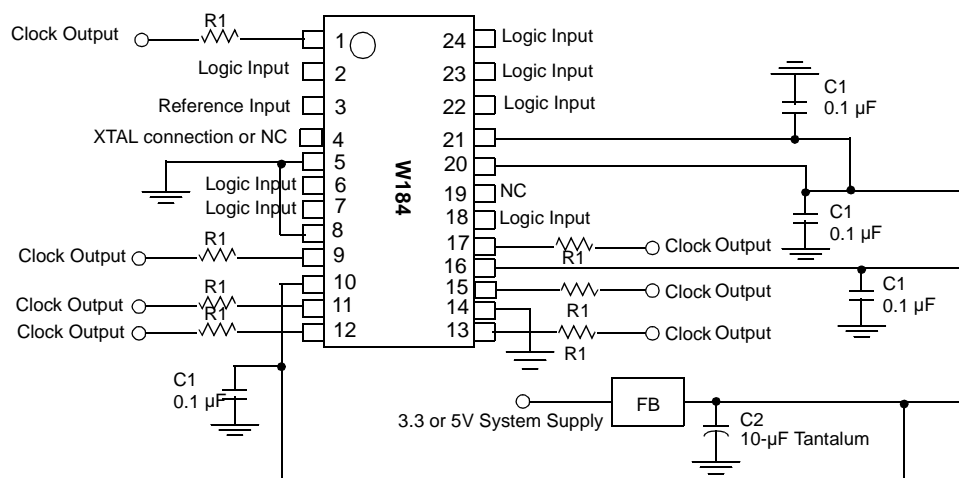 R1
Clock Output
1
24
Logic Input
Logic Input
2
23
Logic Input
C1
0.1 µF
Reference Input
3
22
Logic Input
XTAL connection or NC
4
21
5
20
W184
Logic Input
6
19
NC
Logic Input
7
18
Logic Input
C1
0.1 µF
8
17
R1
Clock Output
R1
Clock Output
9
16
10
15
R1
Clock Output
C1
0.1 µF
Clock Output
R1
11
14
Clock Output
R1
12
13
R1
Clock Output
C1
0.1 µF
3.3 or 5V System Supply
FB
C2
10-µF Tantalum